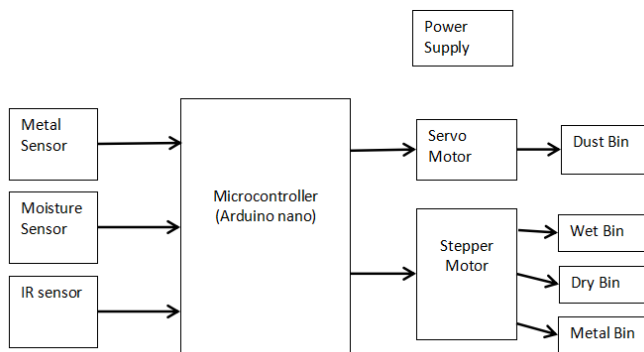 Power
Supply
Metal
Sensor
Servo
Motor
Dust Bin
Microcontroller
(Arduino nano)
Moisture
Sensor
Stepper
Motor
Wet Bin
IR sensor
Dry Bin
Metal Bin